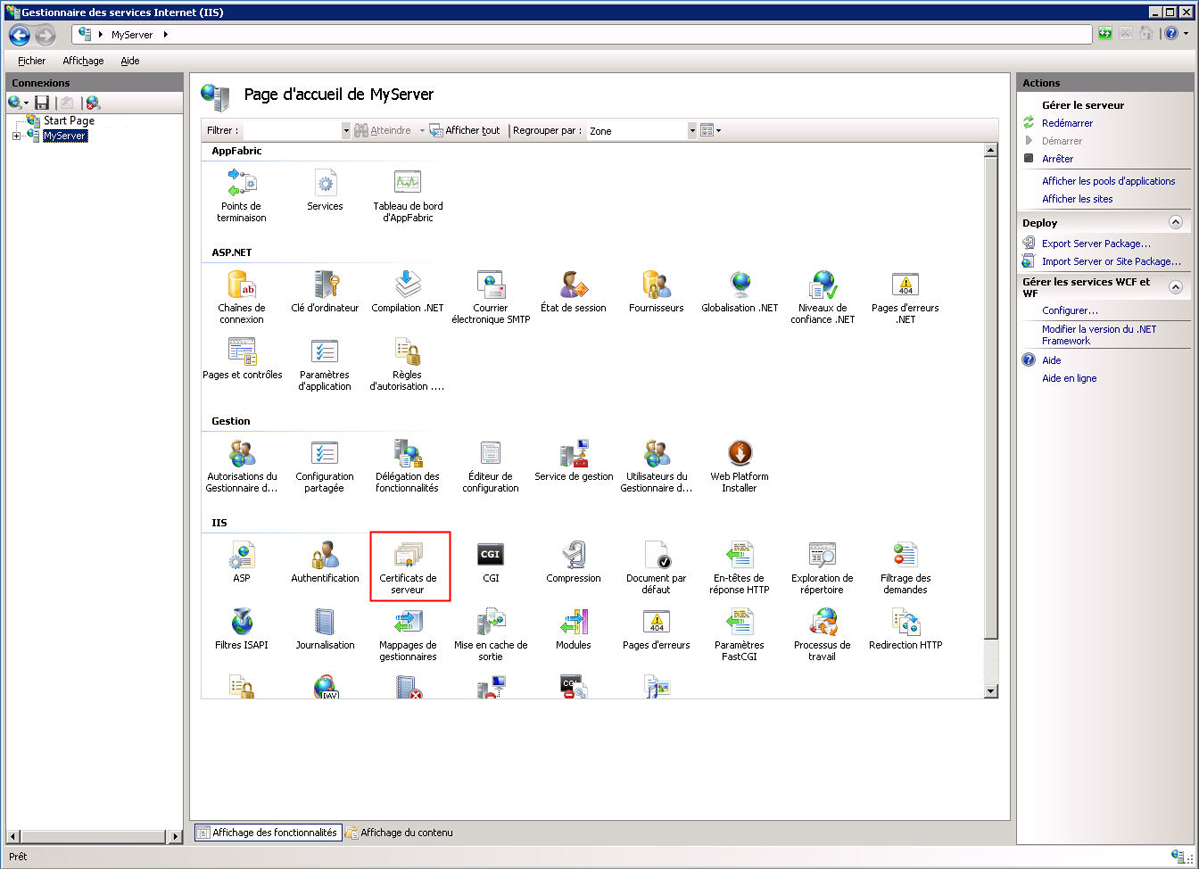 Gestionnaire des services Internet (IIS)
MyServer
Fichier Affichage Aide
Connexions
Start Page
MyServer
Page d'accueil de MyServer
Filtrer : Atteindre Afficher tout Regrouper par : Zone
AppFabric
Points de terminaison
Services
Tableau de bord d'AppFabric
ASP.NET
Chaînes de connexion
Clé d'ordinateur
Compilation .NET
Courrier électronique SMTP
État de session
Fournisseurs
Globalisation .NET
Niveaux de confiance .NET
404
Pages d'erreurs .NET
Pages et contrôles
Paramètres d'application
Règles d'autorisation ....
Gestion
Autorisations du Gestionnaire d...
Configuration partagée
Délégation des fonctionnalités
Éditeur de configuration
Service de gestion
Utilisateurs du Gestionnaire d...
Web Platform Installer
IIS
ASP
Authentification
Certificats de serveur
CGI
CGI
Compression
Document par défaut
En-têtes de réponse HTTP
Exploration de répertoire
Filtrage des demandes
Filtres ISAPI
Journalisation
Mappages de gestionnaires
Mise en cache de sortie
Modules
404
Pages d'erreurs
Paramètres FastCGI
Processus de travail
Redirection HTTP
DAV
Affichage des fonctionnalités
Affichage du contenu
Actions
Gérer le serveur
Redémarrer
Démarrer
Arrêter
Afficher les pools d'applications
Afficher les sites
Deploy
Export Server Package...
Import Server or Site Package...
Gérer les services WCF et
WF
Configurer...
Modifier la version du .NET
Framework
Aide
Aide en ligne
Prêt